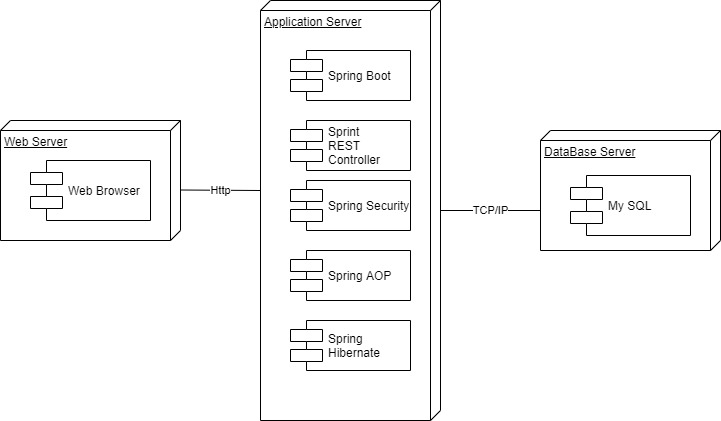 Application Server
Spring Boot
Sprint
REST
Controller
Spring Security
Spring AOP
Spring
Hibernate
Web Server
Web Browser
Http
TCP/IP
DataBase Server
My SQL